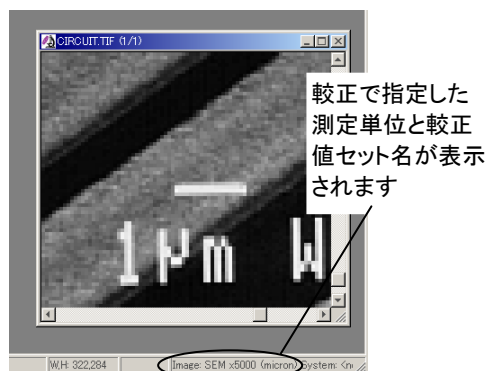 CIRCUIT.TIF (1/1)
較正で指定した
測定単位と較正
値セット名が表示
されます
1µm W
W,H: 322,284
Image: SEM x5000 (micron) System: